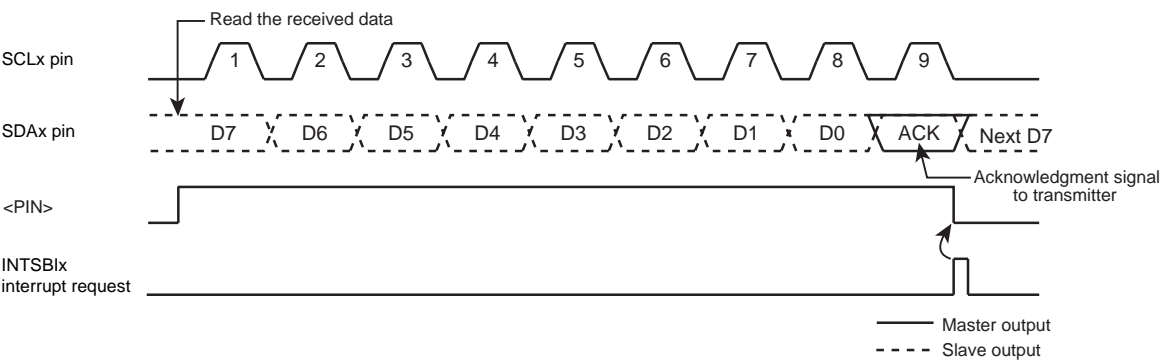 Read the received data
SCLx pin
1 2 3 4 5 6 7 8 9
SDAx pin
D7 D6 D5 D4 D3 D2 D1 D0 ACK Next D7
Acknowledgment signal
to transmitter
<PIN>
INTSBIx
interrupt request
Master output
Slave output